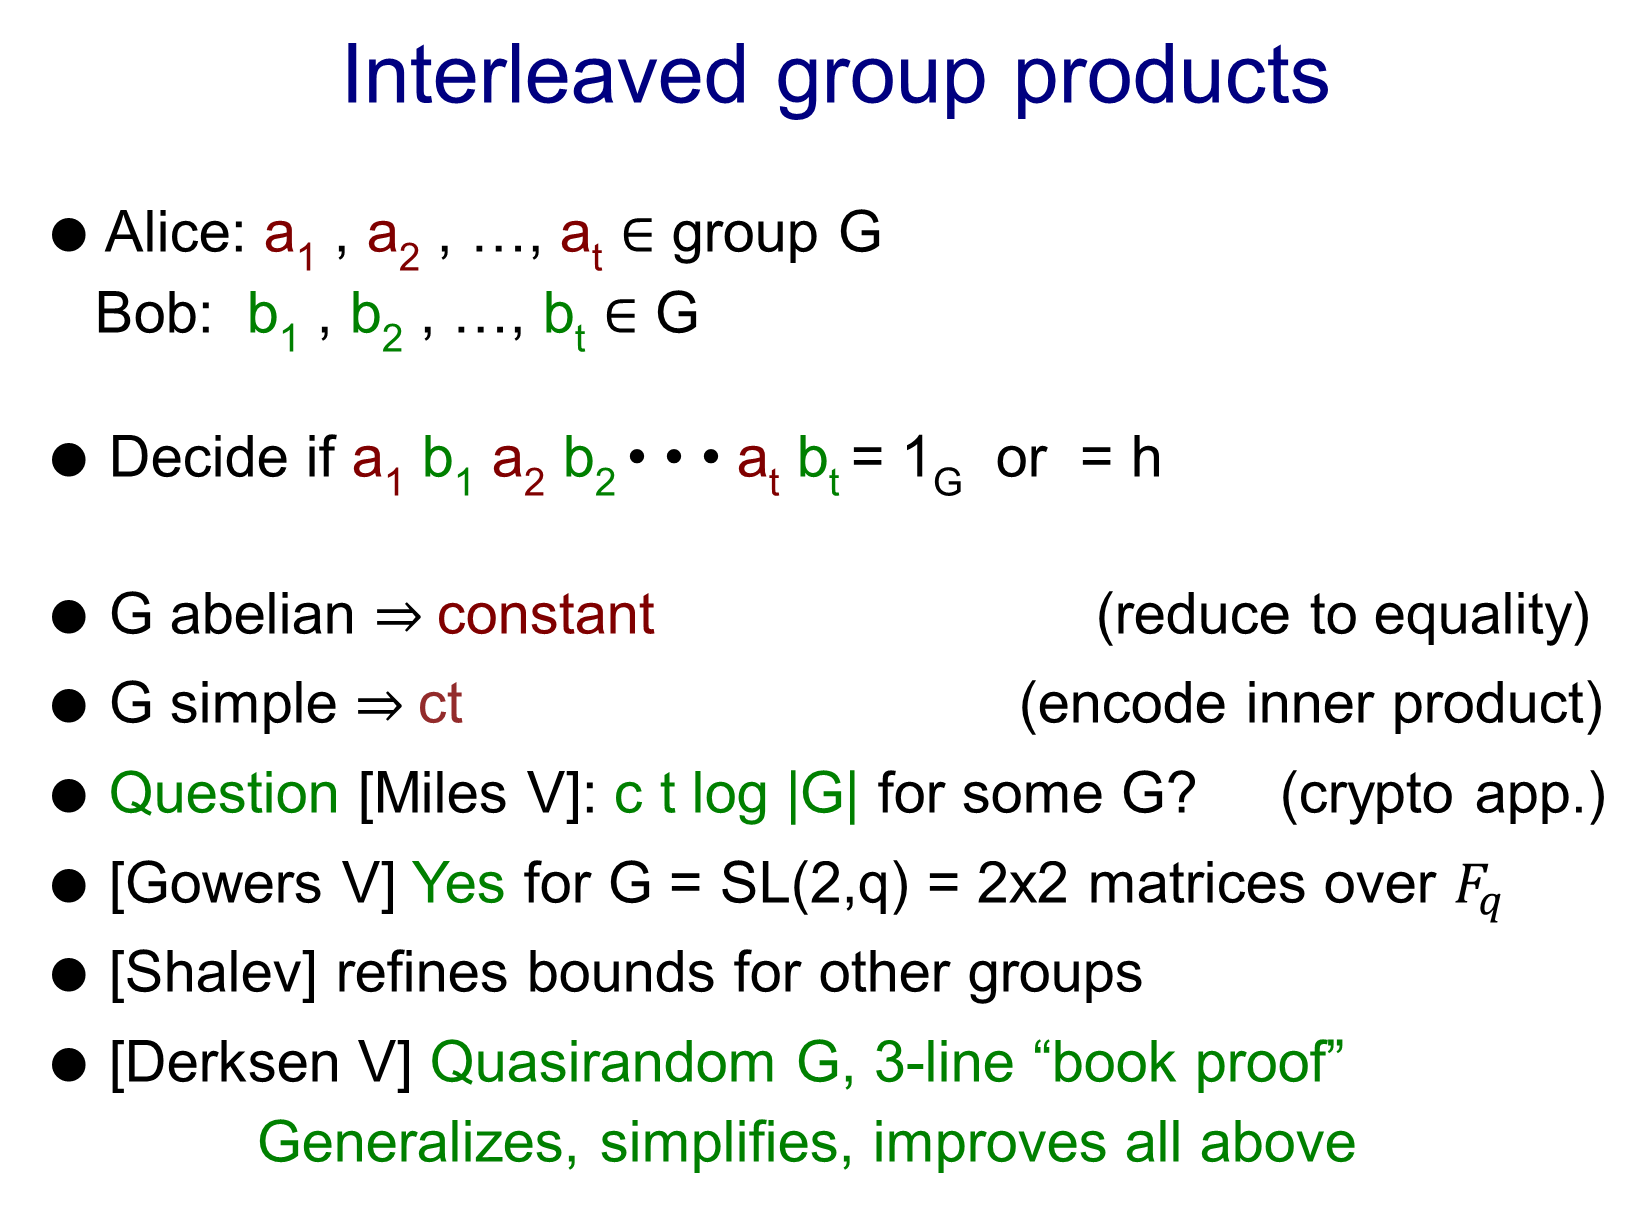 Interleaved group products
● Alice: a₁ , a₂ , …, aₜ ∈ group G
Bob: b₁ , b₂ , …, bₜ ∈ G
● Decide if a₁ b₁ a₂ b₂ • • • aₜ bₜ = 1_G or = h
● G abelian ⇒ constant (reduce to equality)
● G simple ⇒ ct (encode inner product)
● Question [Miles V]: c t log |G| for some G? (crypto app.)
● [Gowers V] Yes for G = SL(2,q) = 2x2 matrices over F_q
● [Shalev] refines bounds for other groups
● [Derksen V] Quasirandom G, 3-line “book proof”
Generalizes, simplifies, improves all above